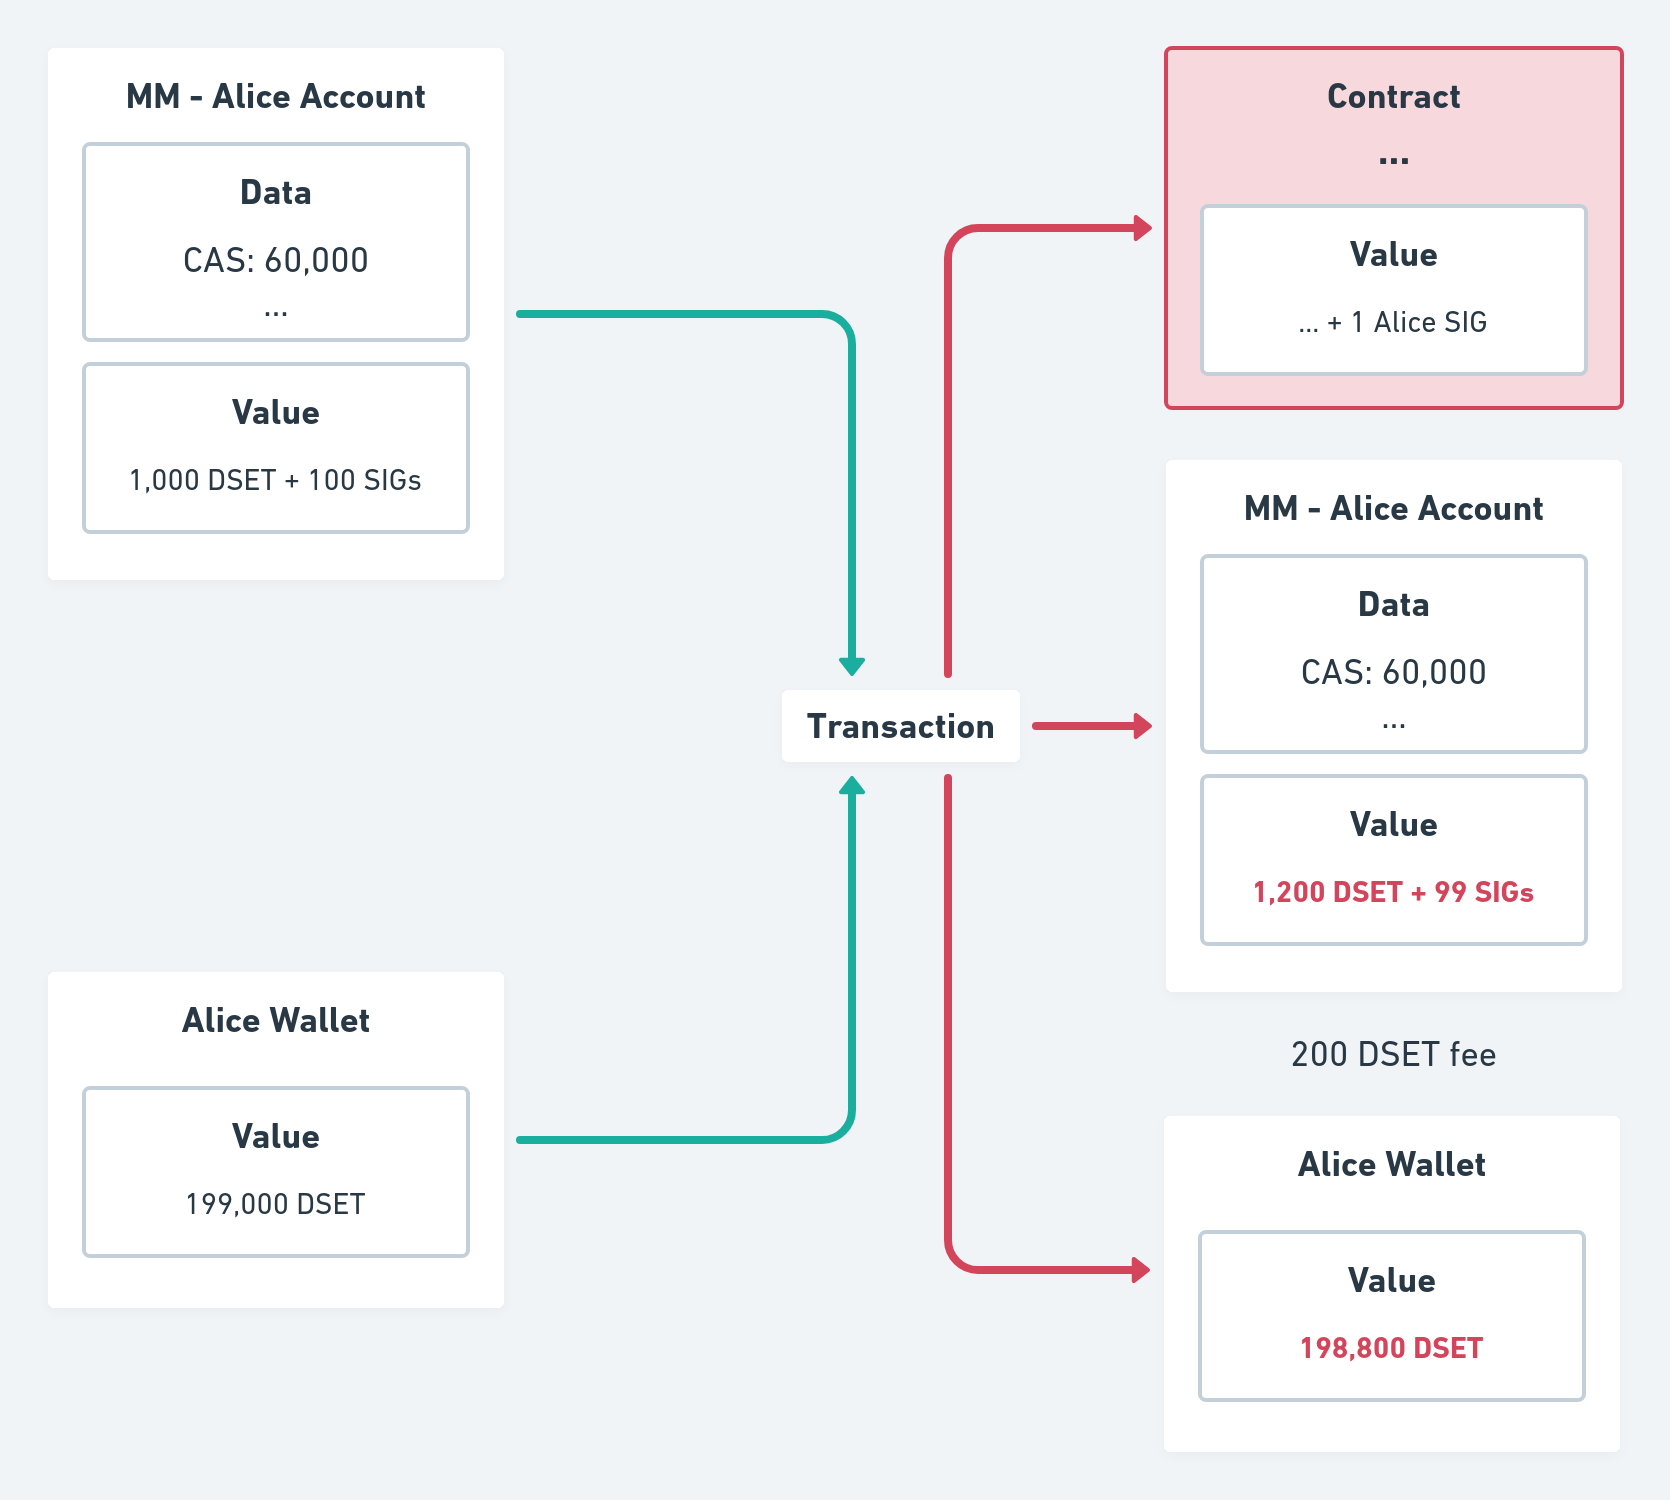 MM - Alice Account
Data
CAS: 60,000
...
Value
1,000 DSET + 100 SIGs
Alice Wallet
Value
199,000 DSET
Transaction
Contract
...
Value
... + 1 Alice SIG
MM - Alice Account
Data
CAS: 60,000
...
Value
1,200 DSET + 99 SIGs
200 DSET fee
Alice Wallet
Value
198,800 DSET